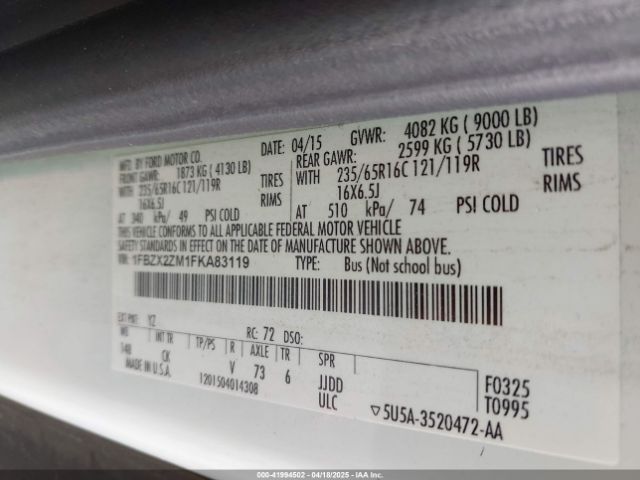 MFG. BY FORD MOTOR CO.
DATE: 04/15 GVWR: 4082 KG ( 9000 LB)
FRONT GAWR: 1873 KG ( 4130 LB) REAR GAWR: 2599 KG ( 5730 LB)
WITH 235/65R16C 121/119R TIRES WITH 235/65R16C 121/119R TIRES
16X6.5J RIMS 16X6.5J RIMS
AT 340 kPa/ 49 PSI COLD AT 510 kPa/ 74 PSI COLD
THIS VEHICLE CONFORMS TO ALL APPLICABLE FEDERAL MOTOR VEHICLE
SAFETY STANDARDS IN EFFECT ON THE DATE OF MANUFACTURE SHOWN ABOVE.
VIN: 1FBZX2ZM1FKA83119 TYPE: Bus (Not school bus)
EXT PNT: YZ RC: 72 DSO:
WB INT TR TP/PS R AXLE TR SPR
148 CK V 73 6 JJDD F0325
MADE IN U.S.A. 1201504014308 ULC T0995
▽5U5A-3520472-AA
000-41994502 — 04/18/2025 — IAA Inc.